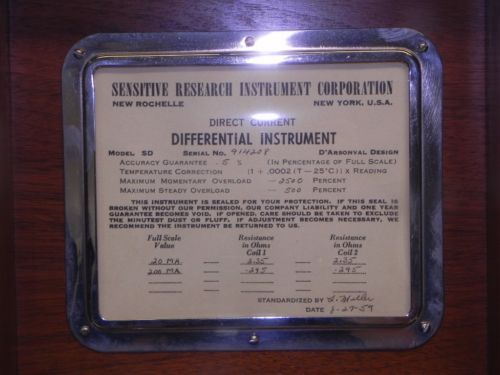 SENSITIVE RESEARCH INSTRUMENT CORPORATION
NEW ROCHELLE NEW YORK, U.S.A.
DIRECT CURRENT
DIFFERENTIAL INSTRUMENT
MODEL SD SERIAL NO. 914208 D'ARSONVAL DESIGN
ACCURACY GUARANTEE .5 % (IN PERCENTAGE OF FULL SCALE)
TEMPERATURE CORRECTION (1 + .0002 (T—25°C)) x READING
MAXIMUM MOMENTARY OVERLOAD —2500 PERCENT
MAXIMUM STEADY OVERLOAD — 500 PERCENT
THIS INSTRUMENT IS SEALED FOR YOUR PROTECTION. IF THIS SEAL IS
BROKEN WITHOUT OUR PERMISSION, OUR COMPANY LIABILITY AND ONE YEAR
GUARANTEE BECOMES VOID. IF OPENED, CARE SHOULD BE TAKEN TO EXCLUDE
THE MINUTEST DUST OR FLUFF. IF ADJUSTMENT BECOMES NECESSARY, WE
RECOMMEND THE INSTRUMENT BE RETURNED TO US.
Full Scale Resistance Resistance
Value in Ohms in Ohms
Coil 1 Coil 2
20 MA 2.35 2.35
200 MA .295 .295
STANDARDIZED BY
DATE